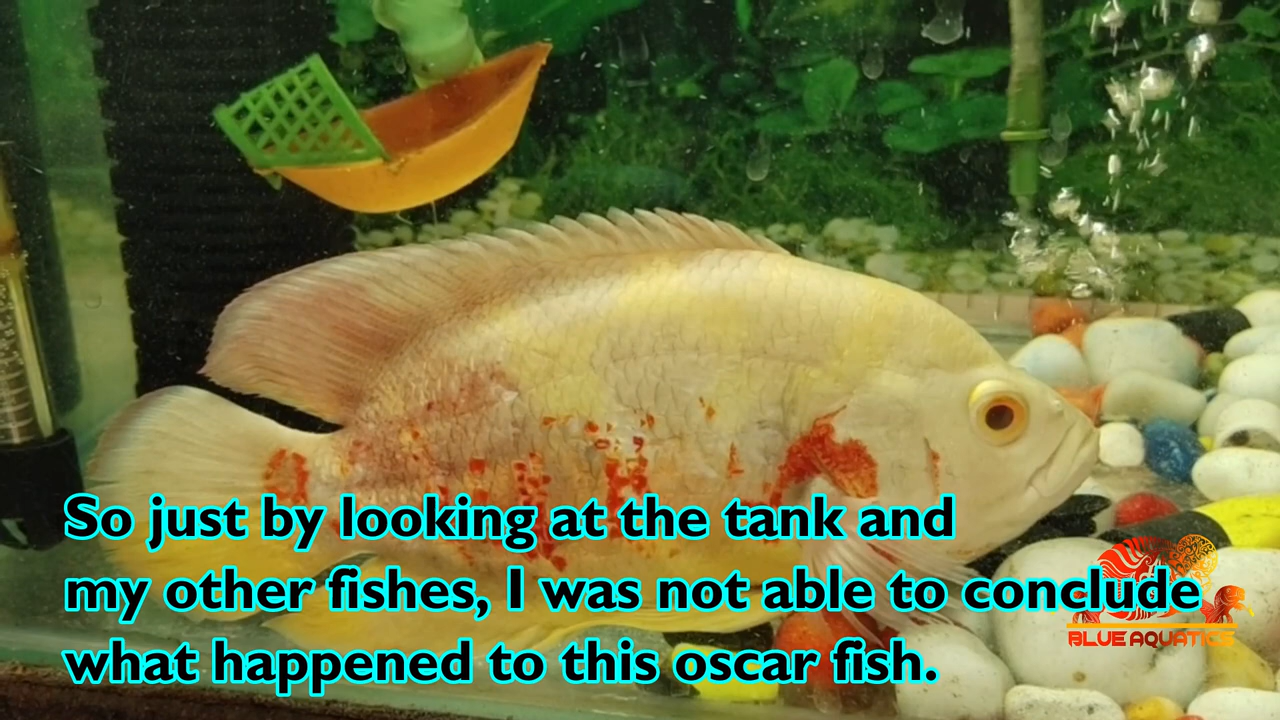 So just by looking at the tank and
my other fishes, I was not able to conclude
what happened to this oscar fish.
BLUE AQUATICS